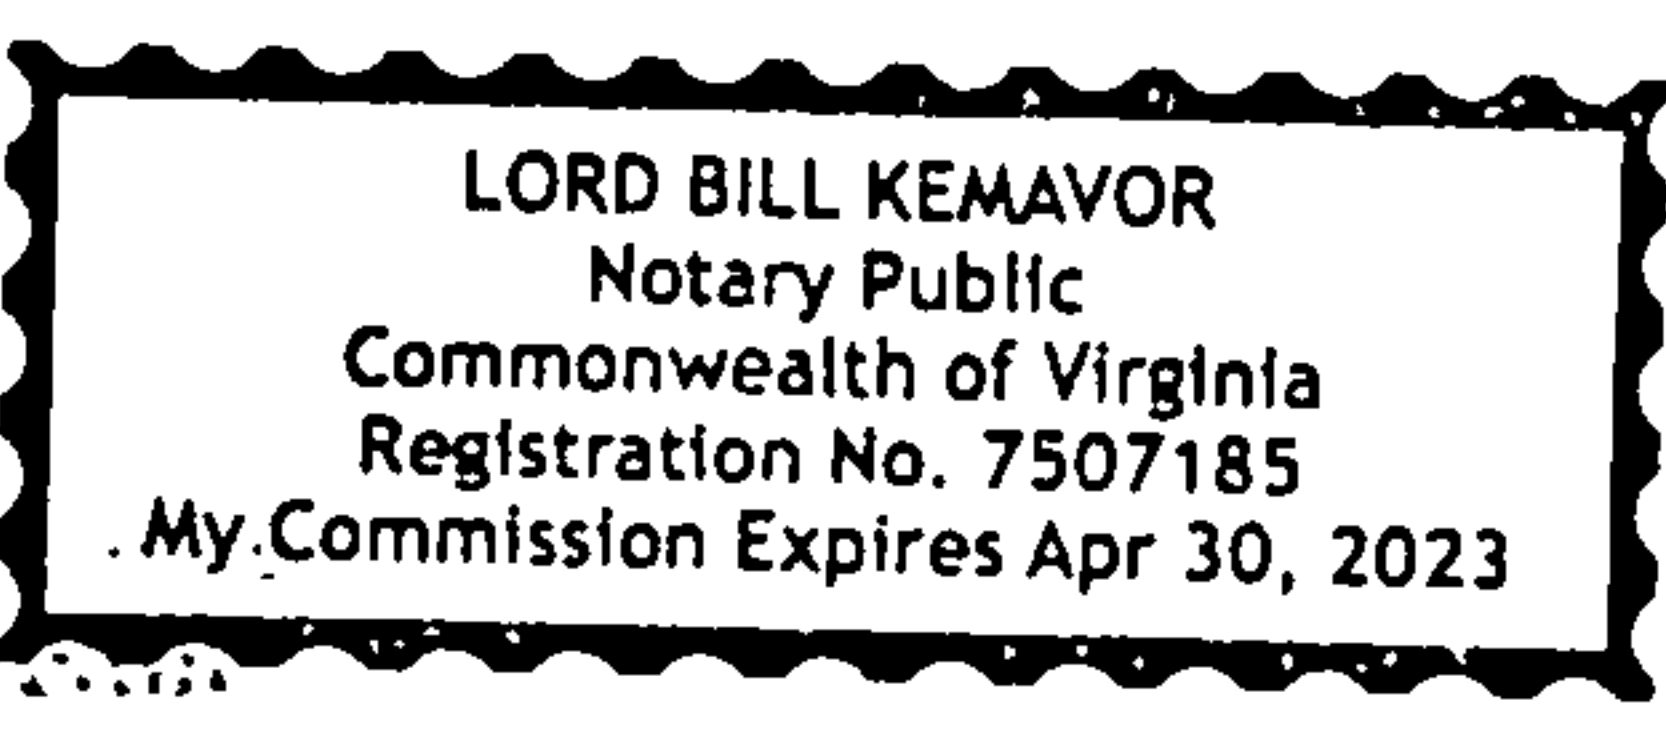 LORD BILL KEMAVOR
Notary Public
Commonwealth of Virginia
Registration No. 7507185
My Commission Expires Apr 30, 2023